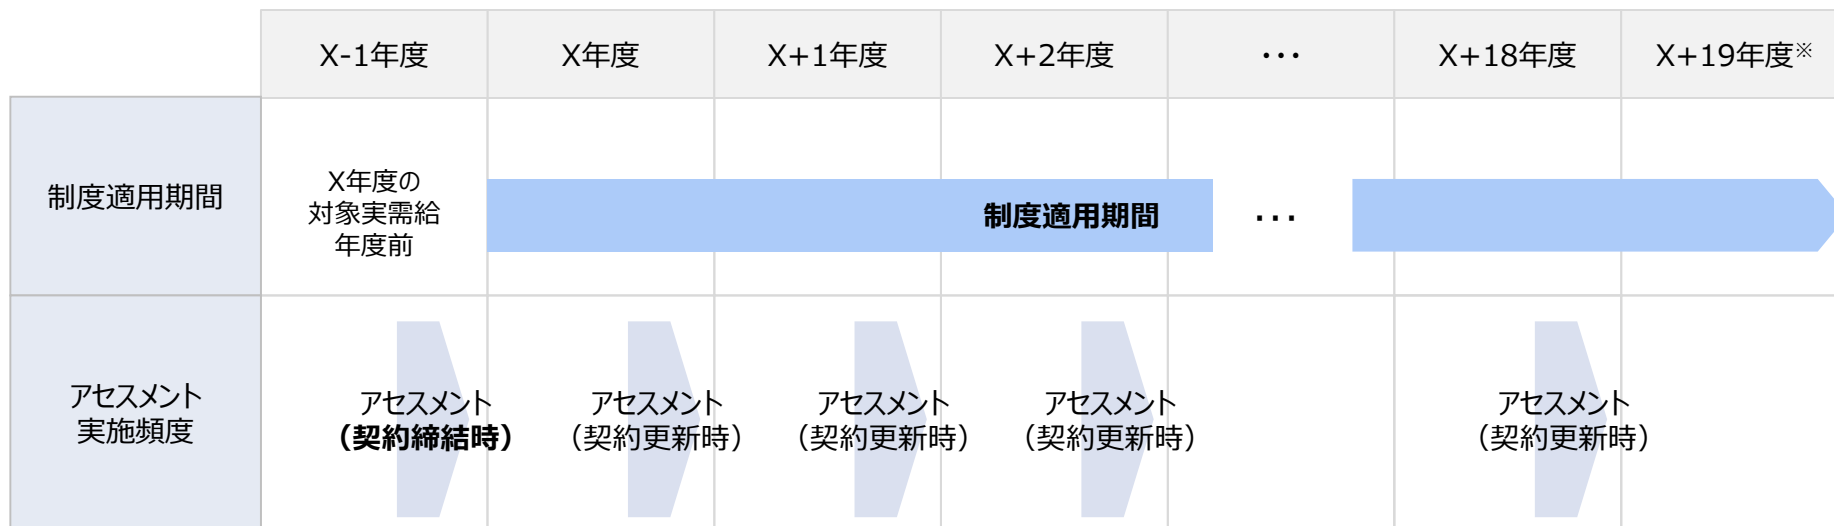 X-1年度
X年度
X+1年度
X+2年度
･･･
X+18年度
X+19年度※
制度適用期間
X年度の
対象実需給
年度前
制度適用期間
･･･
アセスメント
実施頻度
アセスメント
（契約締結時）
アセスメント
（契約更新時）
アセスメント
（契約更新時）
アセスメント
（契約更新時）
アセスメント
（契約更新時）